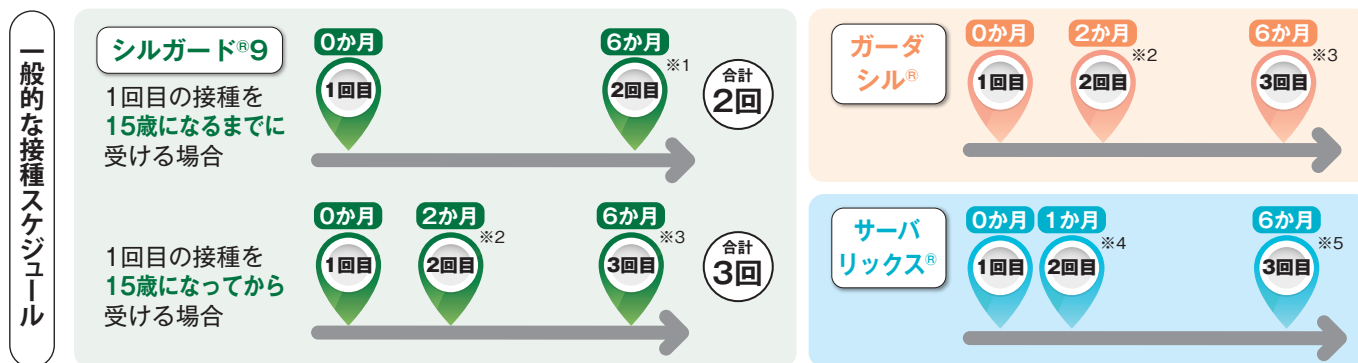 一般的な接種スケジュール
シルガード®9
1回目の接種を
15歳になるまでに
受ける場合
0か月
1回目
6か月
※1
2回目
合計
2回
1回目の接種を
15歳になってから
受ける場合
0か月
1回目
2か月
※2
2回目
6か月
※3
3回目
合計
3回
ガーダ
シル®
0か月
1回目
2か月
※2
2回目
6か月
※3
3回目
サーバ
リックス®
0か月
1回目
1か月
※4
2回目
6か月
※5
3回目